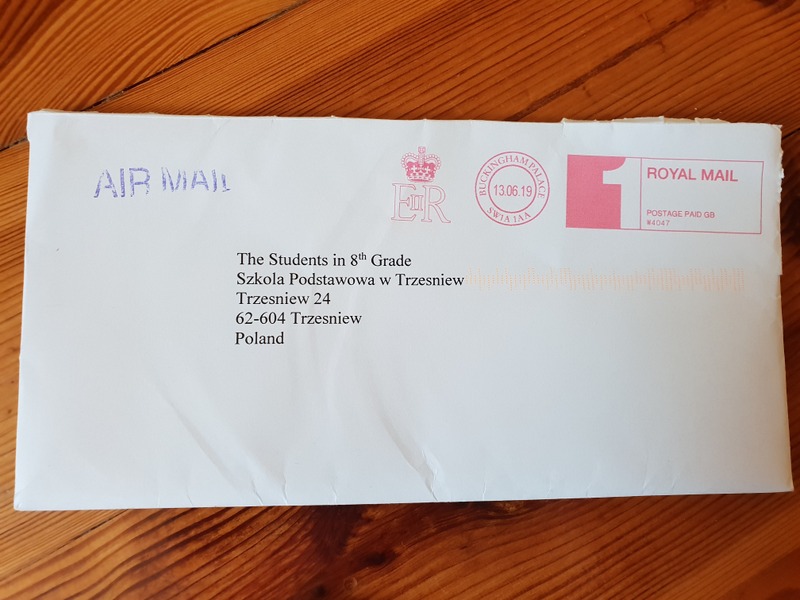 AIR MAIL
EIIR
BUCKINGHAM PALACE
13.06.19
SW1A 1AA
1
ROYAL MAIL
POSTAGE PAID GB
#4047
The Students in 8th Grade
Szkola Podstawowa w Trzesniew
Trzesniew 24
62-604 Trzesniew
Poland